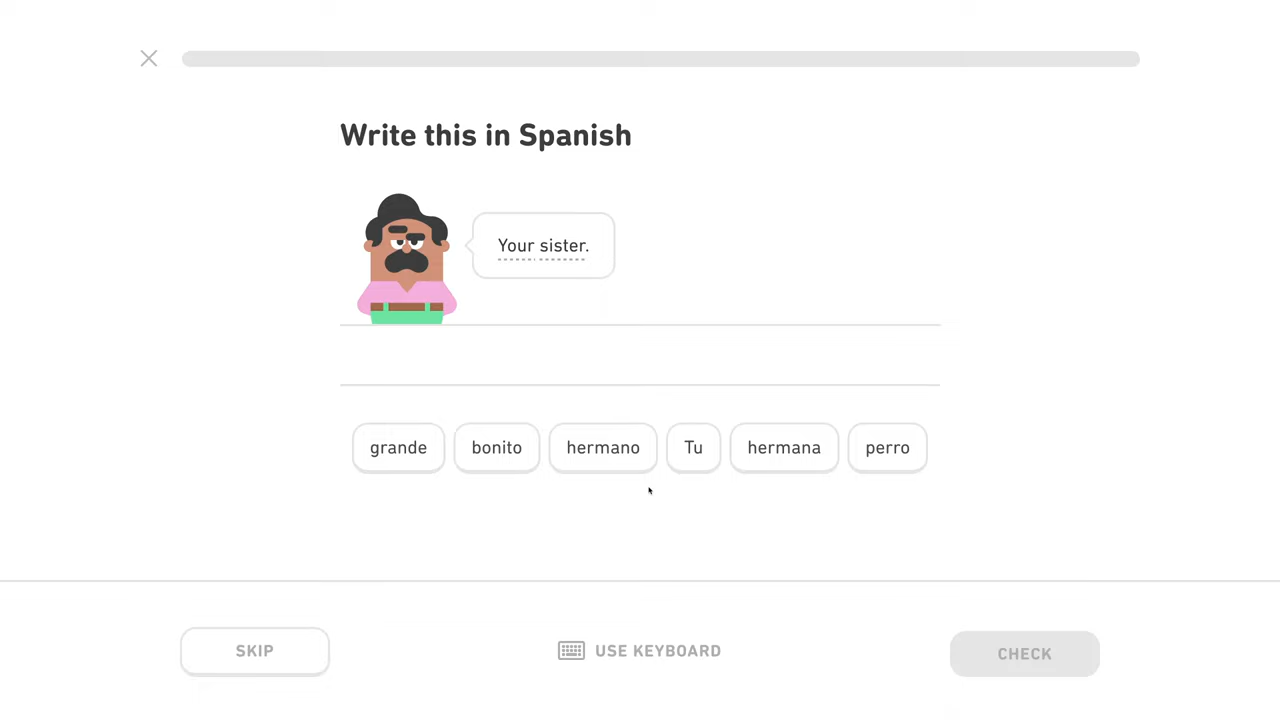 Write this in Spanish
Your sister.
grande bonito hermano Tu hermana perro
SKIP USE KEYBOARD CHECK